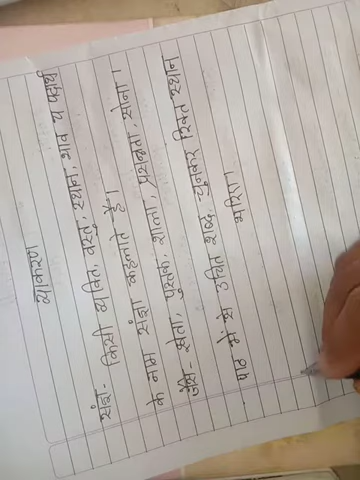 व्याकरण
संज्ञा- किसी व्यक्ति, वस्तु, स्थान, भाव य पदार्थ
के नाम संज्ञा कहलाते है।
जैसे- श्वेता, पुस्तक, शाला, प्रसन्नता, सोना।
पाठ में से उचित शब्द चुनकर रिक्त स्थान
भरिए।